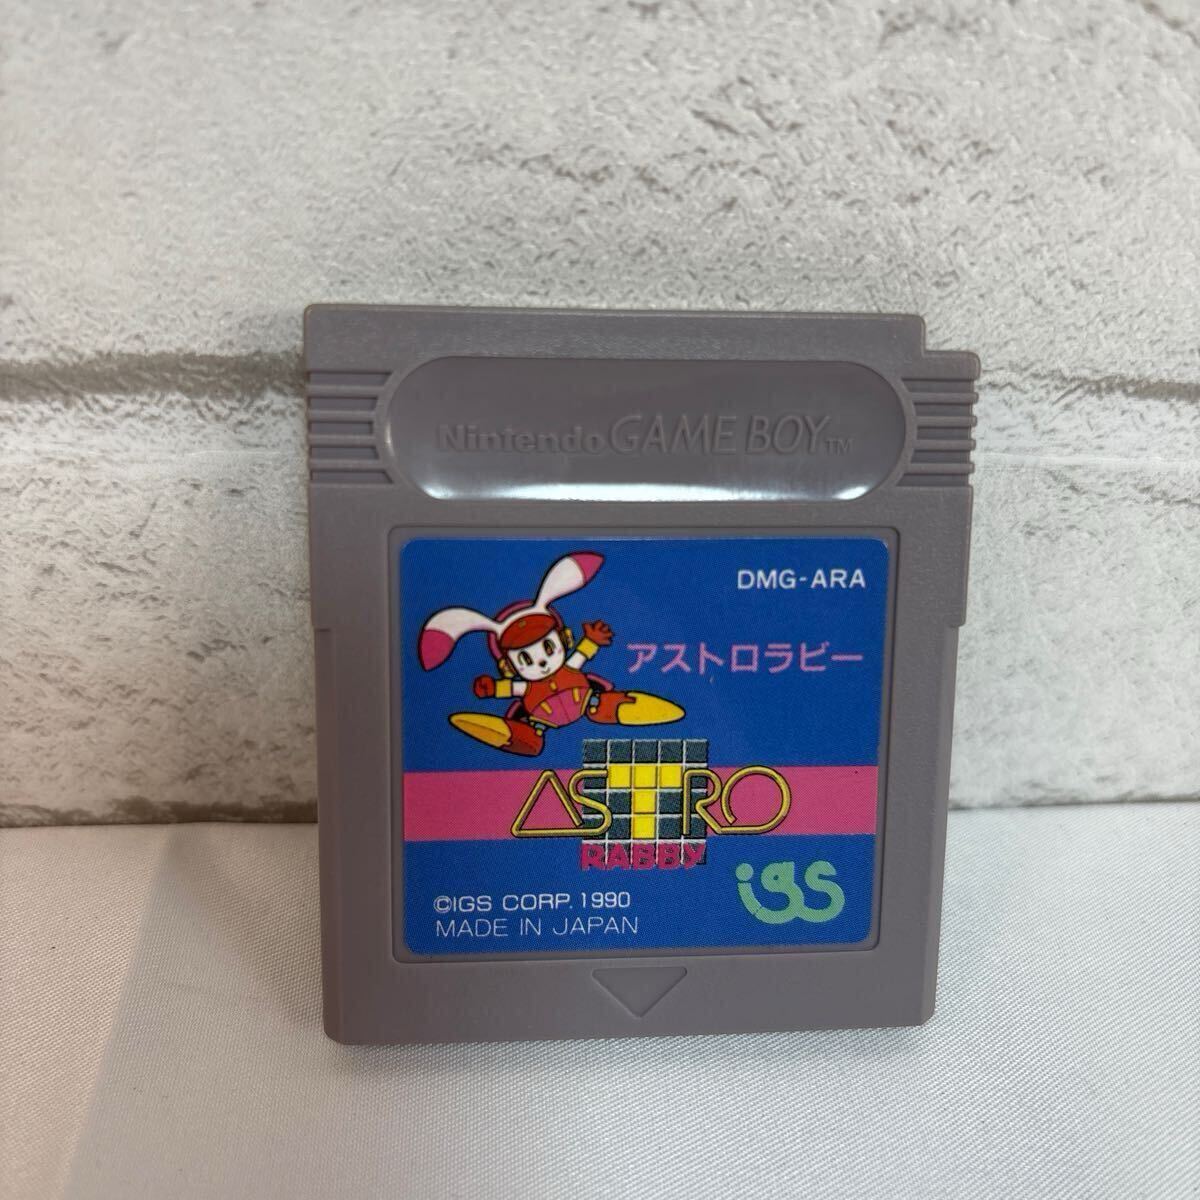 Nintendo GAME BOY TM
DMG-ARA
アストロラビー
ASTRO
RABBY
igs
©IGS CORP. 1990
MADE IN JAPAN